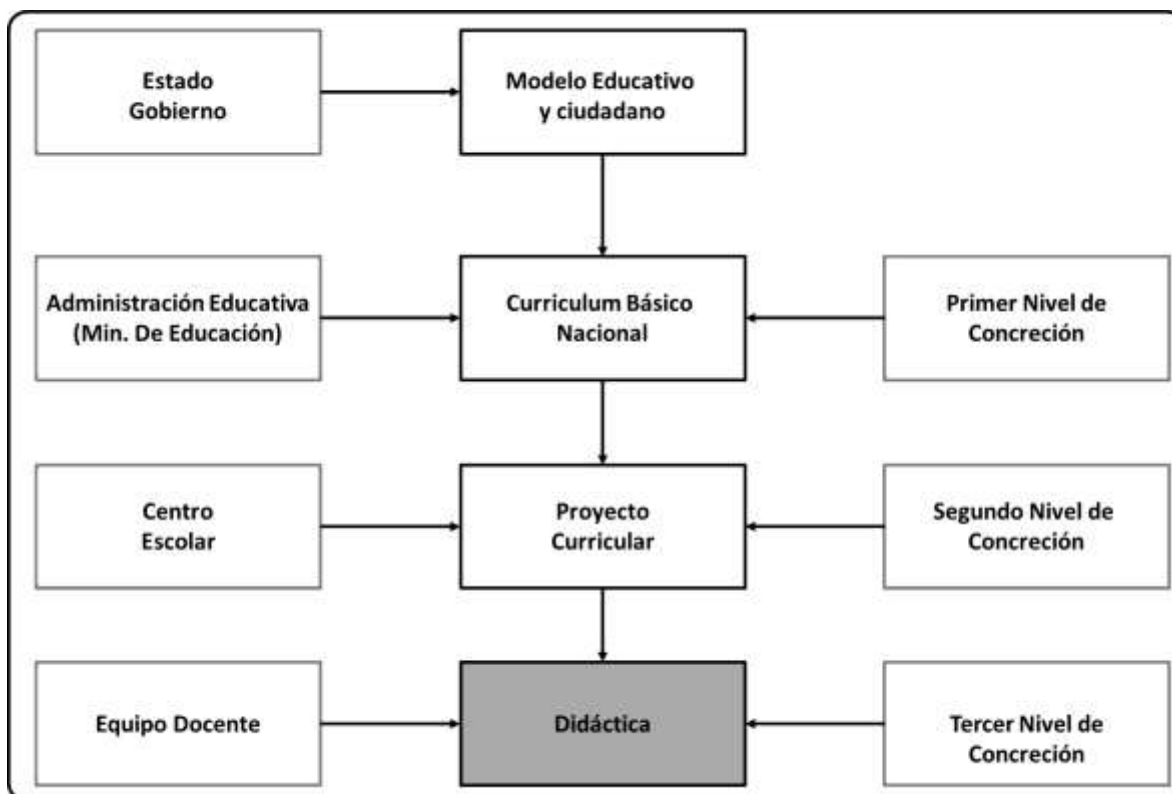 Estado
Gobierno
Modelo Educativo
y ciudadano
Administración Educativa
(Min. De Educación)
Curriculum Básico
Nacional
Primer Nivel de
Concreción
Centro
Escolar
Proyecto
Curricular
Segundo Nivel de
Concreción
Equipo Docente
Didáctica
Tercer Nivel de
Concreción